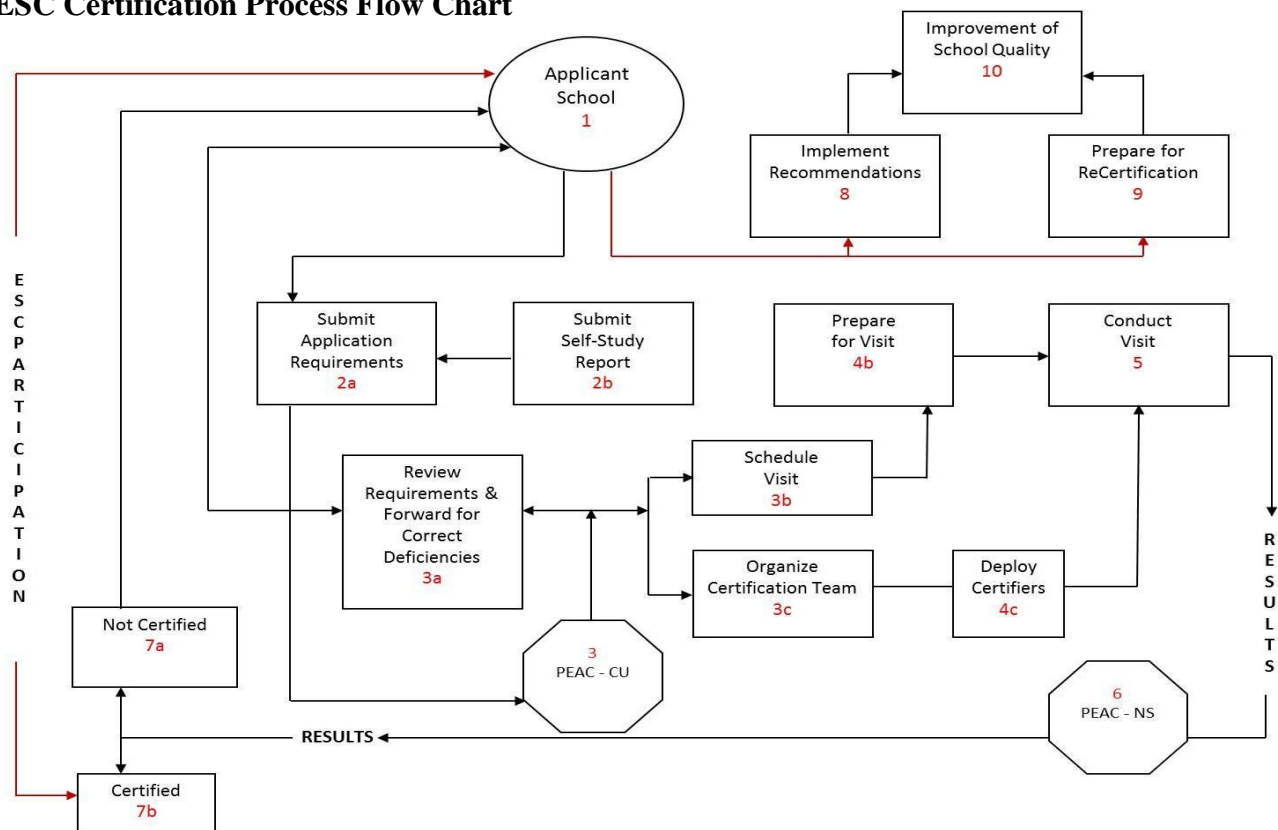 ESC Certification Process Flow Chart
Applicant
School
1
Improvement of
School Quality
10
Implement
Recommendations
8
Prepare for
ReCertification
9
Submit
Application
Requirements
2a
Submit
Self-Study
Report
2b
Prepare
for Visit
4b
Conduct
Visit
5
Review
Requirements &
Forward for
Correct
Deficiencies
3a
Schedule
Visit
3b
Organize
Certification Team
3c
Deploy
Certifiers
4c
3
PEAC - CU
6
PEAC - NS
RESULTS
RESULTS
Not Certified
7a
Certified
7b
ESCPARTICIPATION